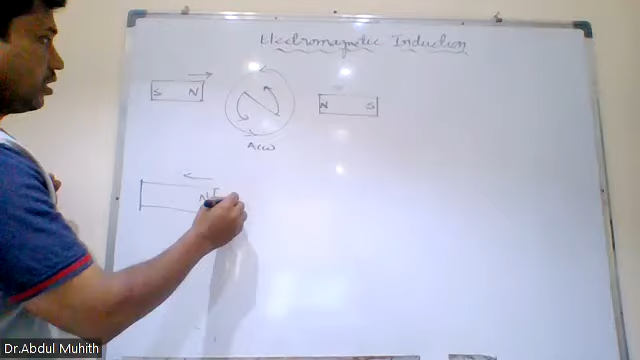 Electromagnetic Induction
S N
N S
ACW
N
Dr.Abdul Muhith